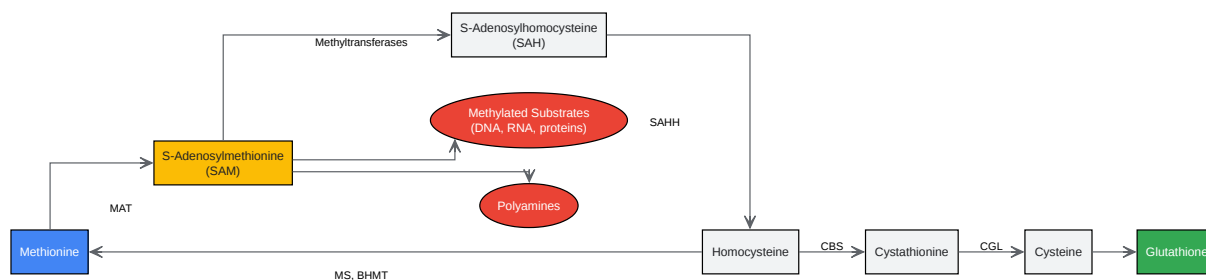 S-Adenosylhomocysteine
(SAH)
Methyltransferases
Methylated Substrates
(DNA, RNA, proteins)
SAHH
S-Adenosylmethionine
(SAM)
Polyamines
MAT
Methionine
Homocysteine
CBS
Cystathionine
CGL
Cysteine
Glutathione
MS, BHMT